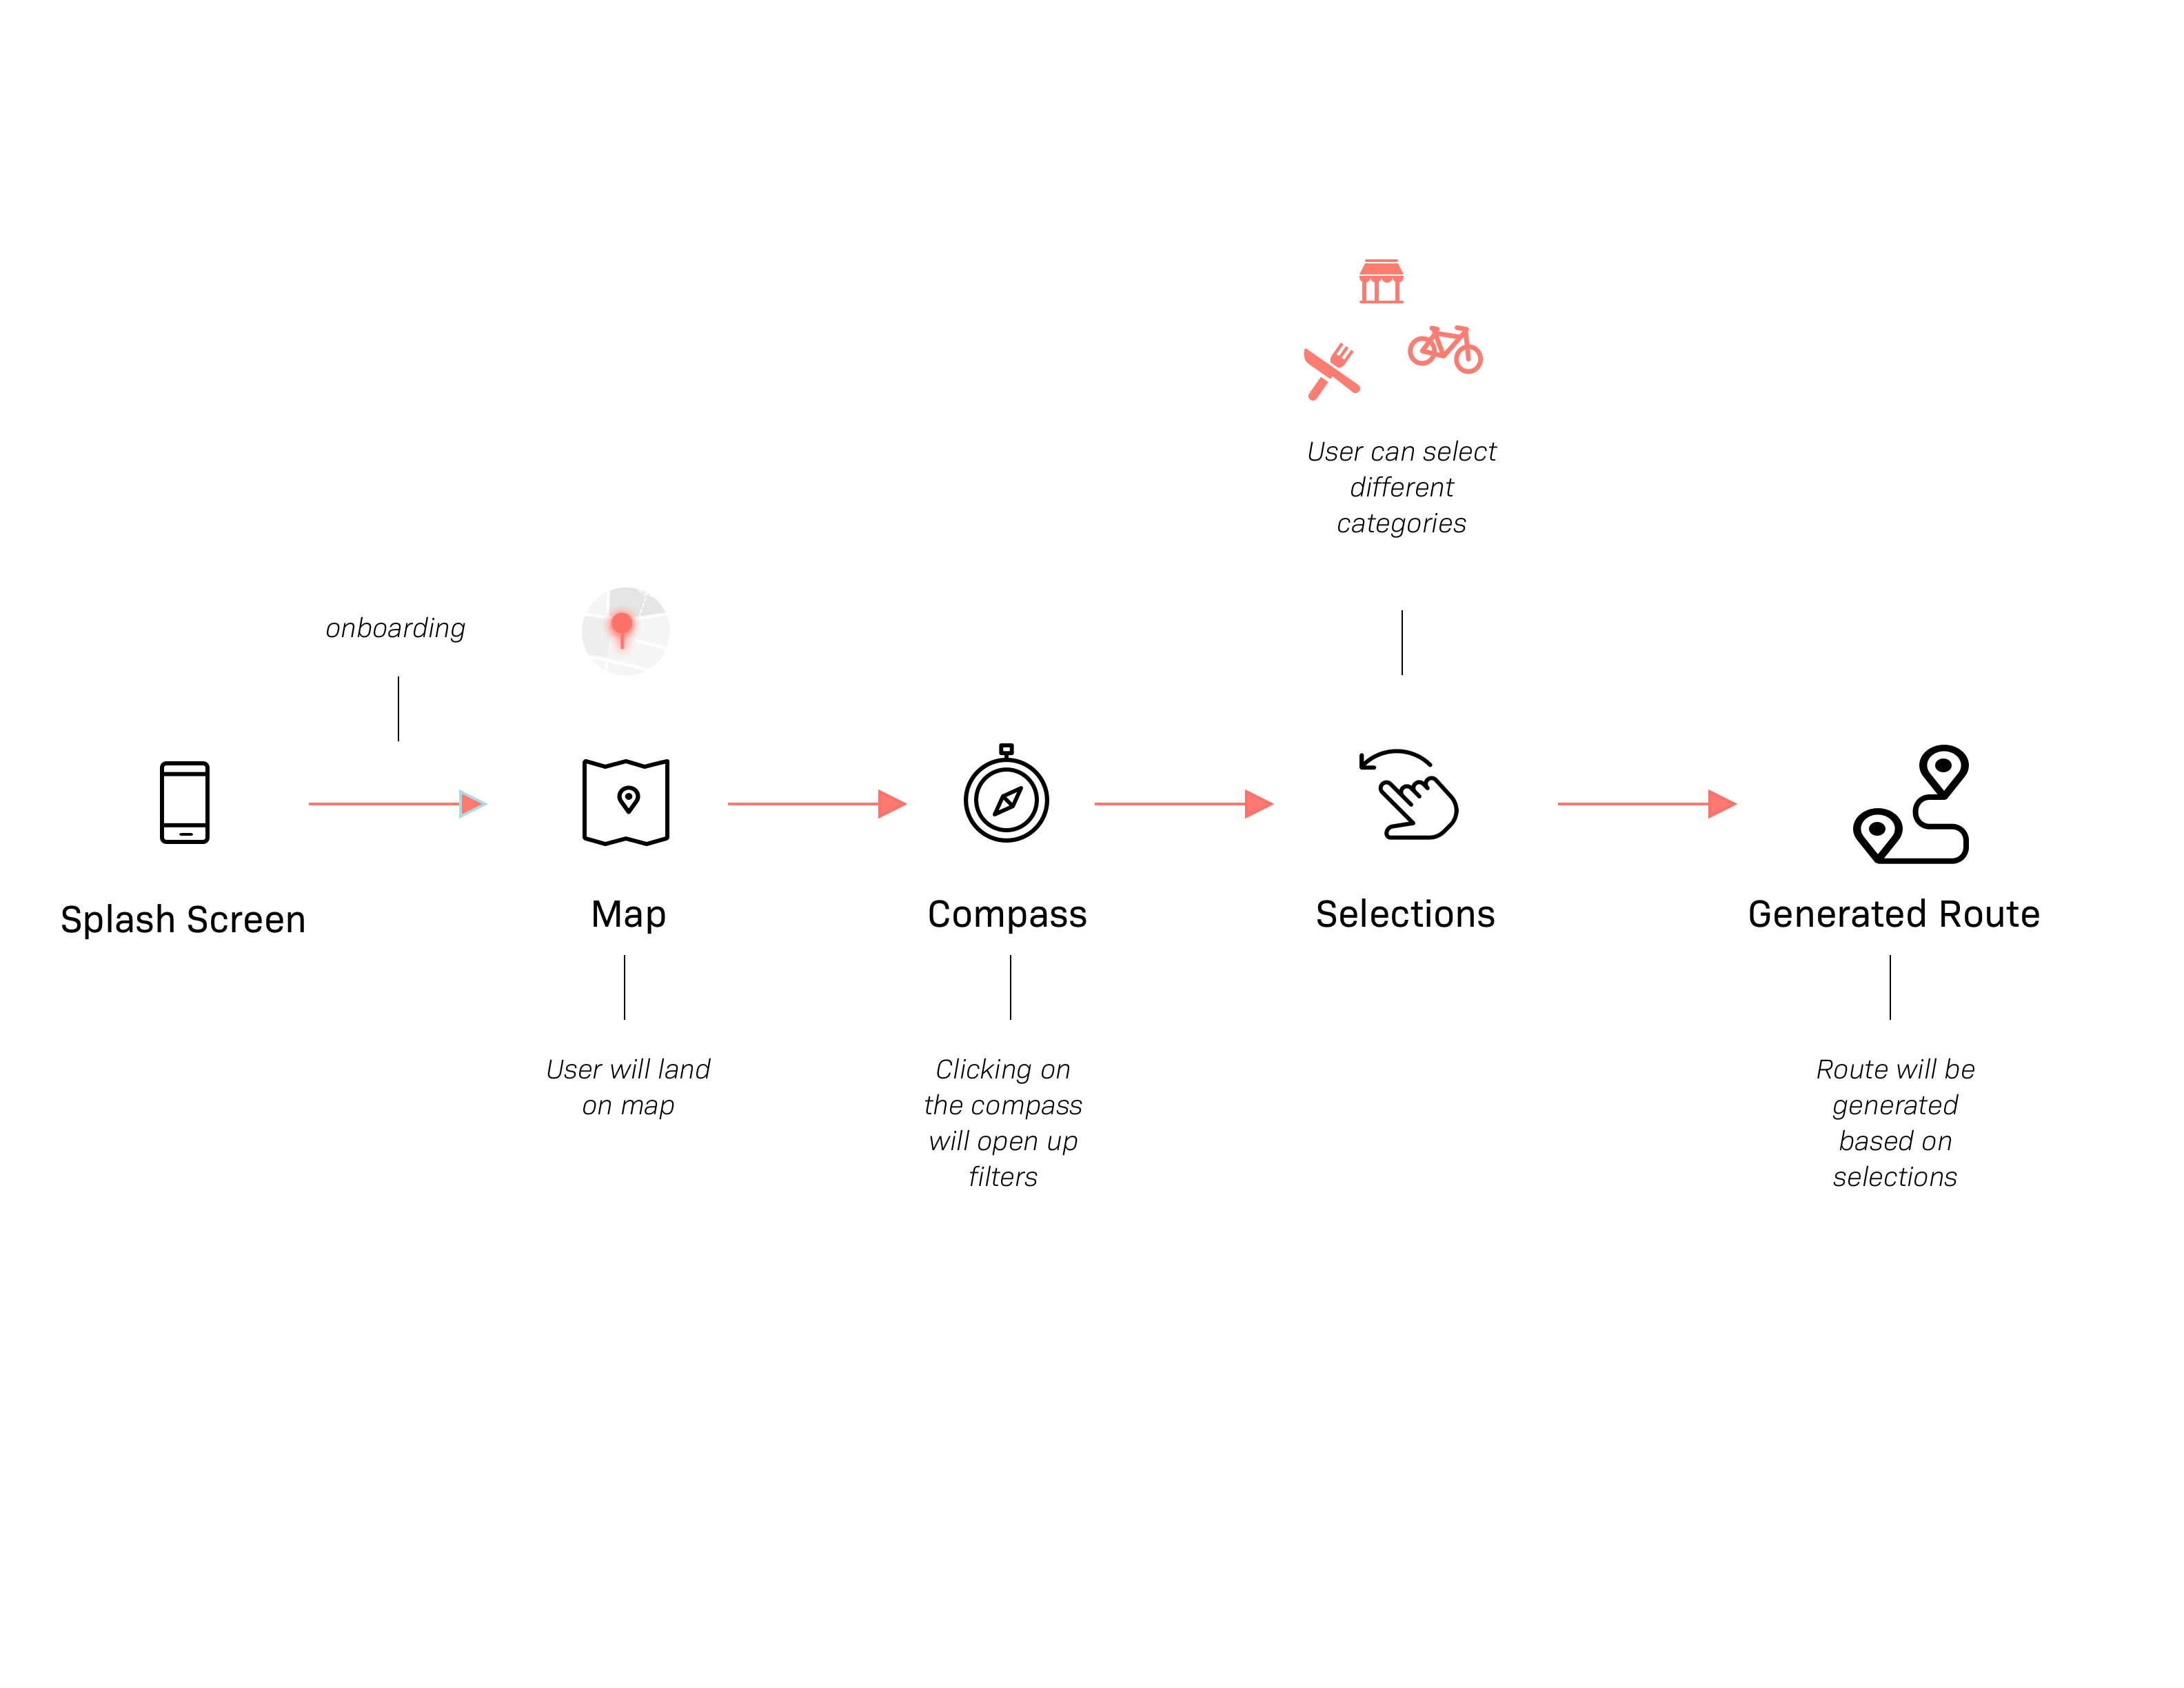 User can select
different
categories
onboarding
Splash Screen
Map
Compass
Selections
Generated Route
User will land
on map
Clicking on
the compass
will open up
filters
Route will be
generated
based on
selections